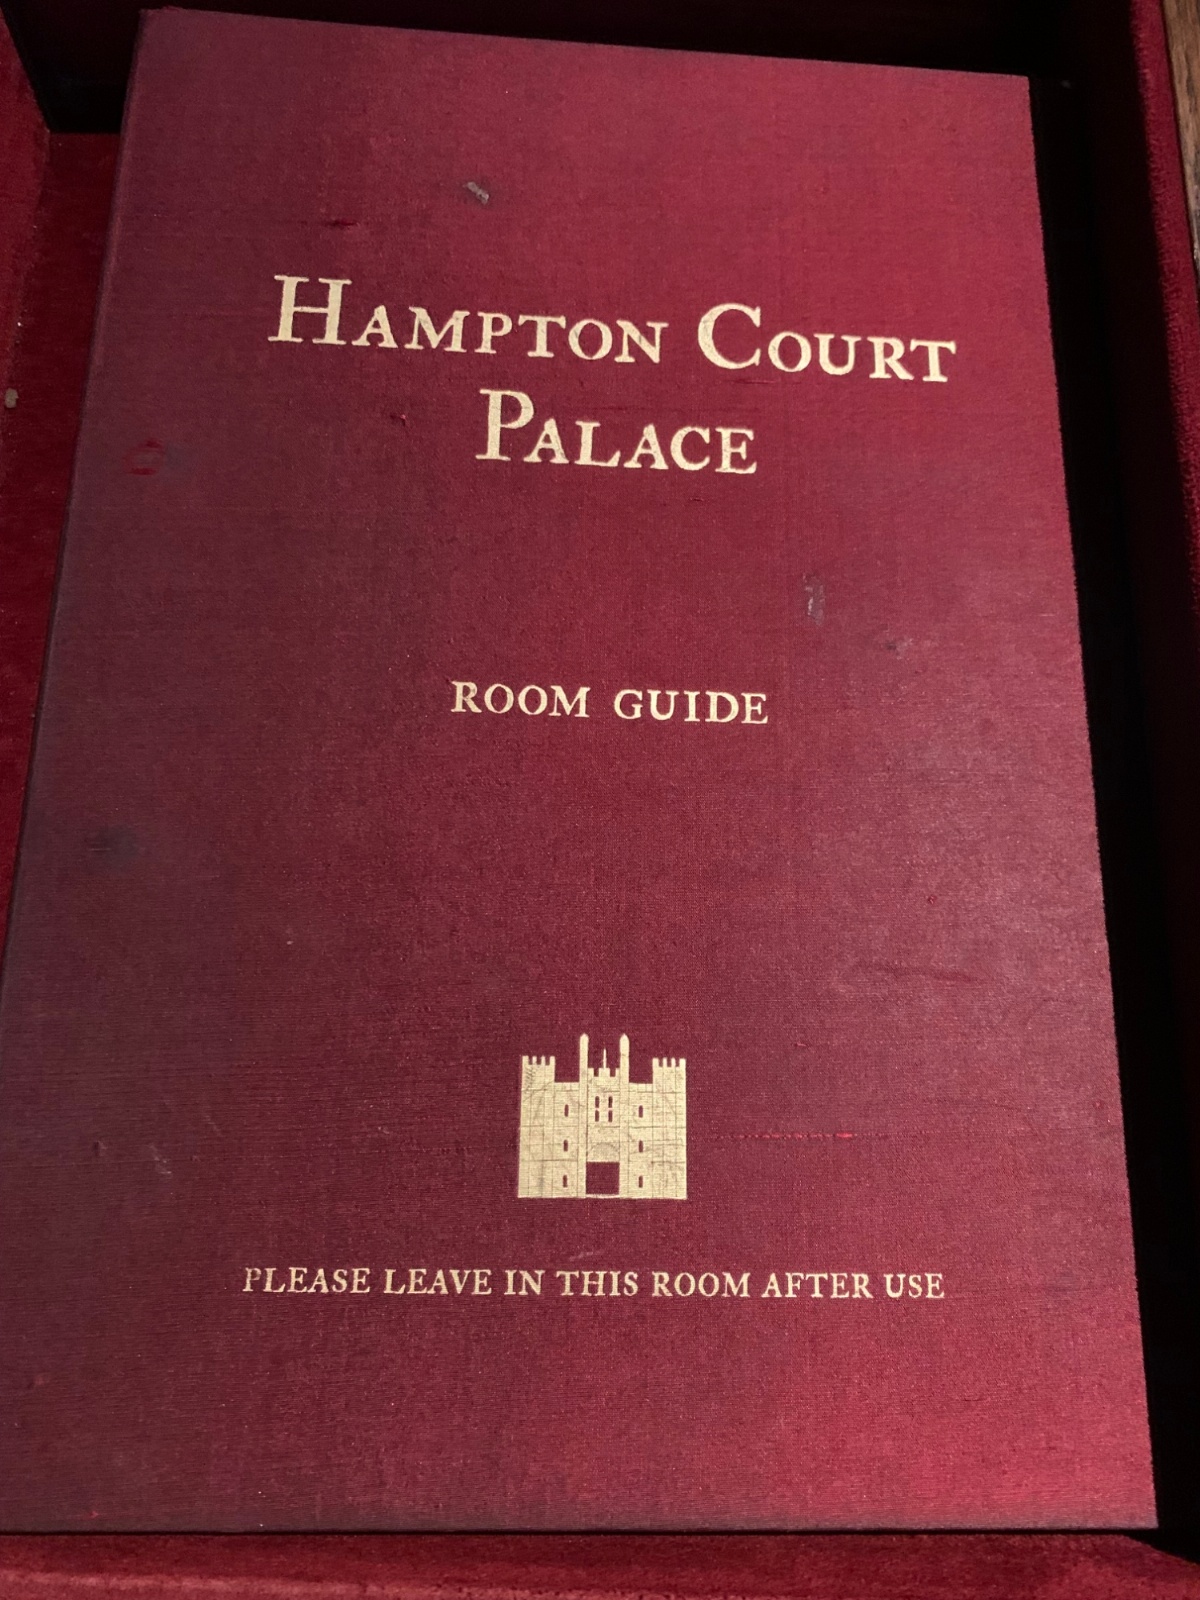 HAMPTON COURT
PALACE
ROOM GUIDE
PLEASE LEAVE IN THIS ROOM AFTER USE